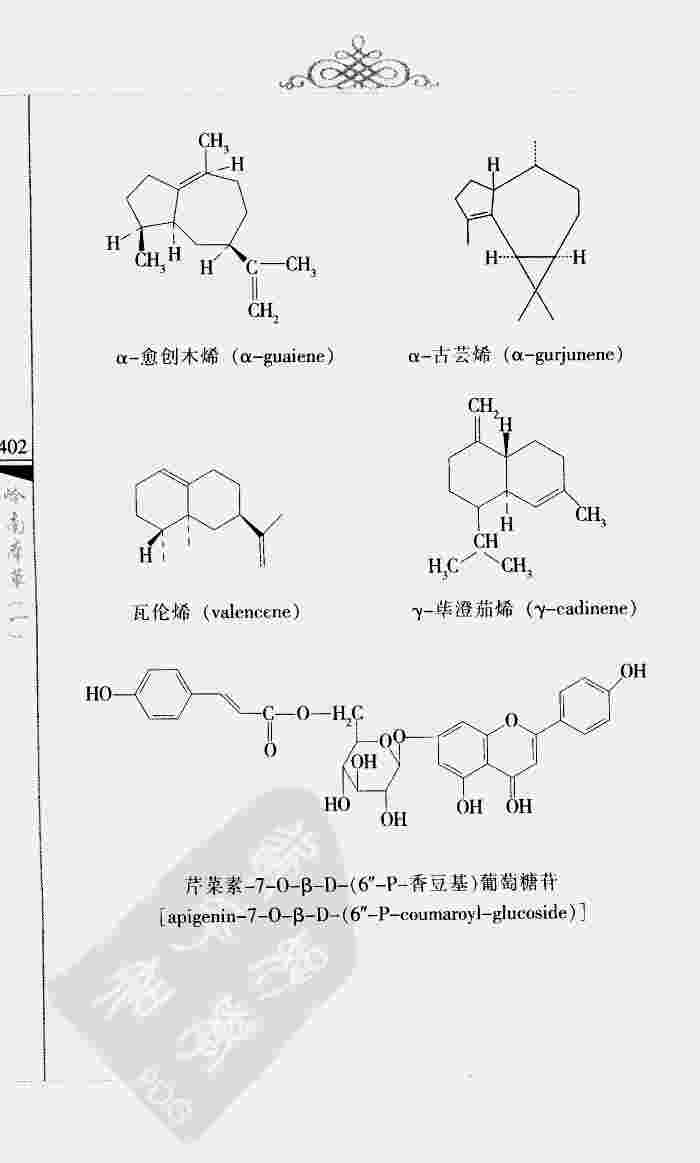 CH3
H
H
CH3
H
H
C—CH3
CH2
α-愈创木烯 (α-guaiene)
H
H
H
α-古芸烯 (α-gurjunene)
402
岭南本草(一)
H
瓦伦烯 (valencene)
CH2
H
H
CH3
CH
H3C
CH3
γ-荜澄茄烯 (γ-cadinene)
HO
C—O—H2C
O
O
O
OH
HO
OH
OH
O
OH
OH
OH
芹菜素-7-O-β-D-(6″-P-香豆基)葡萄糖苷
[apigenin-7-O-β-D-(6″-P-coumaroyl-glucoside)]
PDG